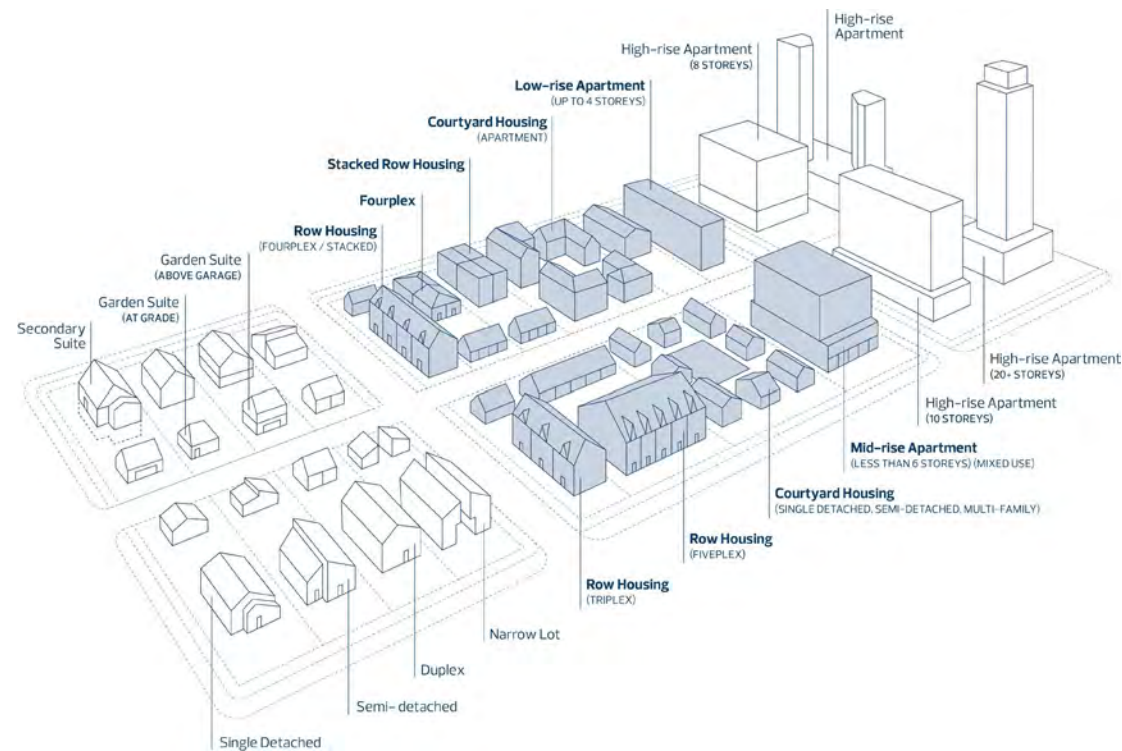 High-rise
Apartment
High-rise Apartment
(8 STOREYS)
Low-rise Apartment
(UP TO 4 STOREYS)
Courtyard Housing
(APARTMENT)
Stacked Row Housing
Fourplex
Row Housing
(FOURPLEX / STACKED)
Garden Suite
(ABOVE GARAGE)
Garden Suite
(AT GRADE)
Secondary
Suite
High-rise Apartment
(20+ STOREYS)
High-rise Apartment
(10 STOREYS)
Mid-rise Apartment
(LESS THAN 6 STOREYS) (MIXED USE)
Courtyard Housing
(SINGLE DETACHED, SEMI-DETACHED, MULTI-FAMILY)
Row Housing
(FIVEPLEX)
Row Housing
(TRIPLEX)
Narrow Lot
Duplex
Semi- detached
Single Detached